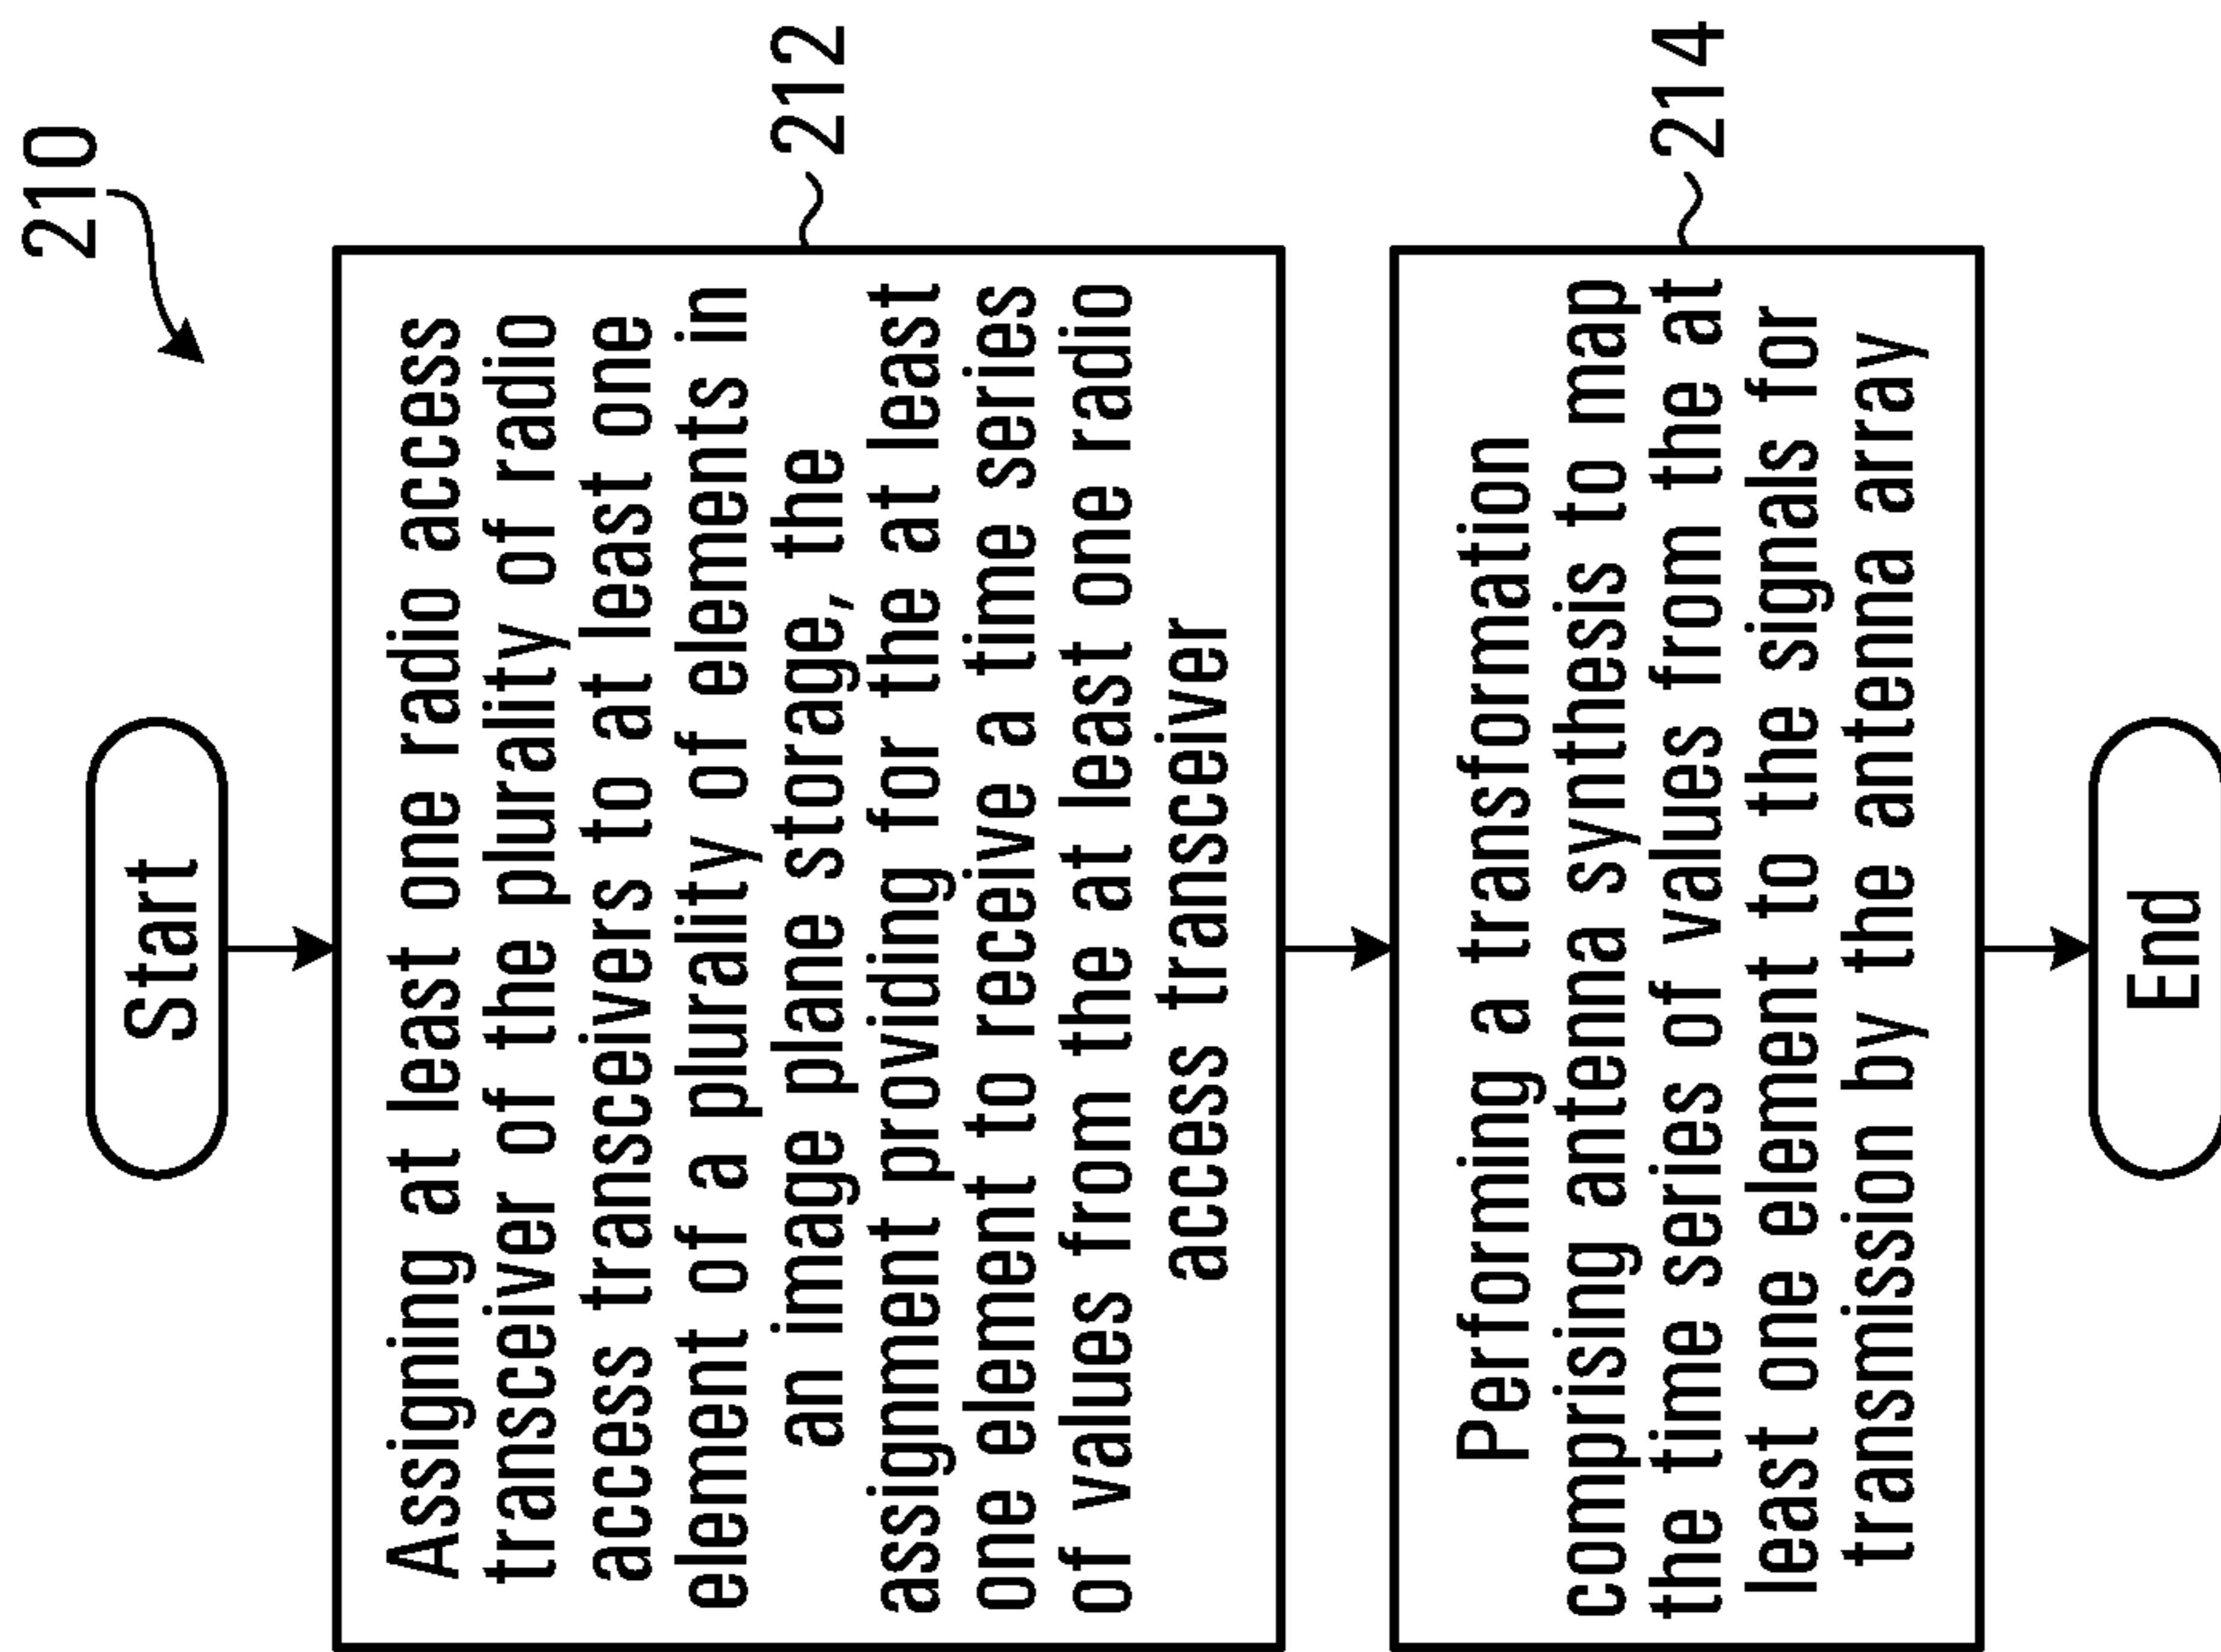 210
Start
Assigning at least one radio access
transceiver of the plurality of radio
access transceivers to at least one
element of a plurality of elements in
an image plane storage, the
assignment providing for the at least
one element to receive a time series
of values from the at least one radio
access transceiver
212
Performing a transformation
comprising antenna synthesis to map
the time series of values from the at
least one element to the signals for
transmission by the antenna array
214
End